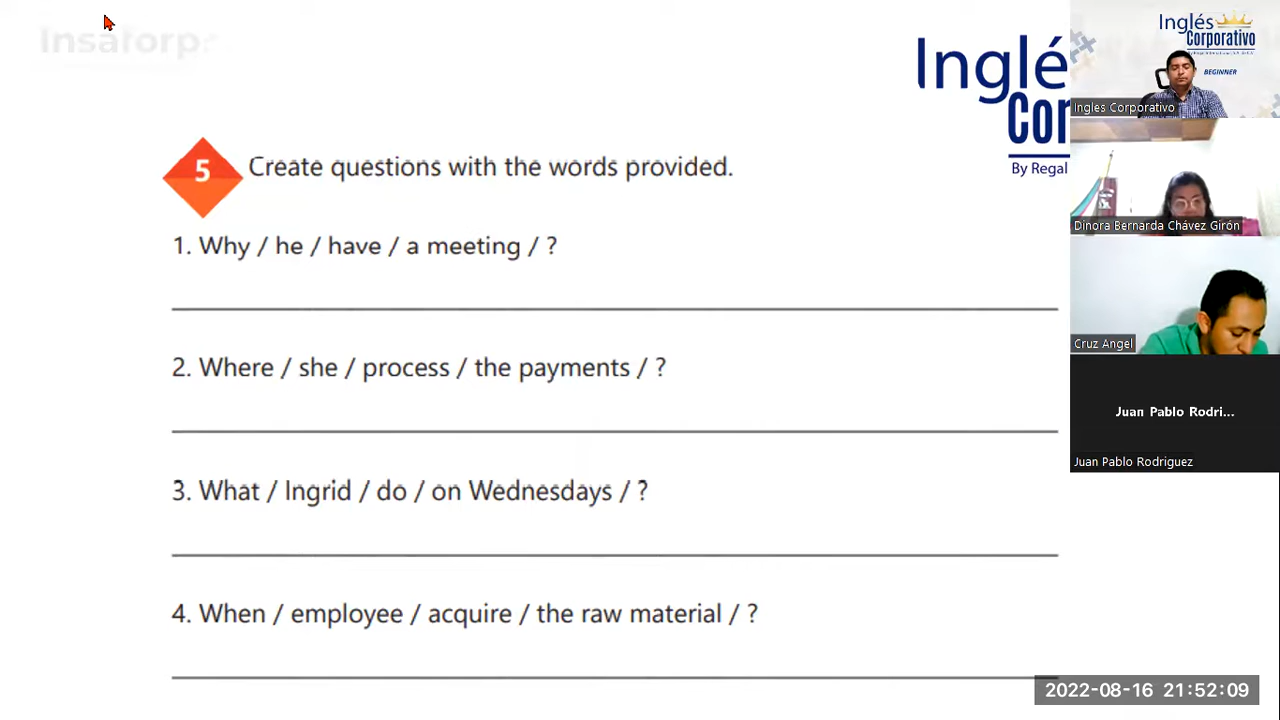 Insaforp
Inglé
Cor
By Regal
5 Create questions with the words provided.
1. Why / he / have / a meeting / ?
2. Where / she / process / the payments / ?
3. What / Ingrid / do / on Wednesdays / ?
4. When / employee / acquire / the raw material / ?
Inglés
Corporativo
BEGINNER
Ingles Corporativo
Dinora Bernarda Chávez Girón
Cruz Angel
Juan Pablo Rodri...
Juan Pablo Rodriguez
2022-08-16 21:52:09